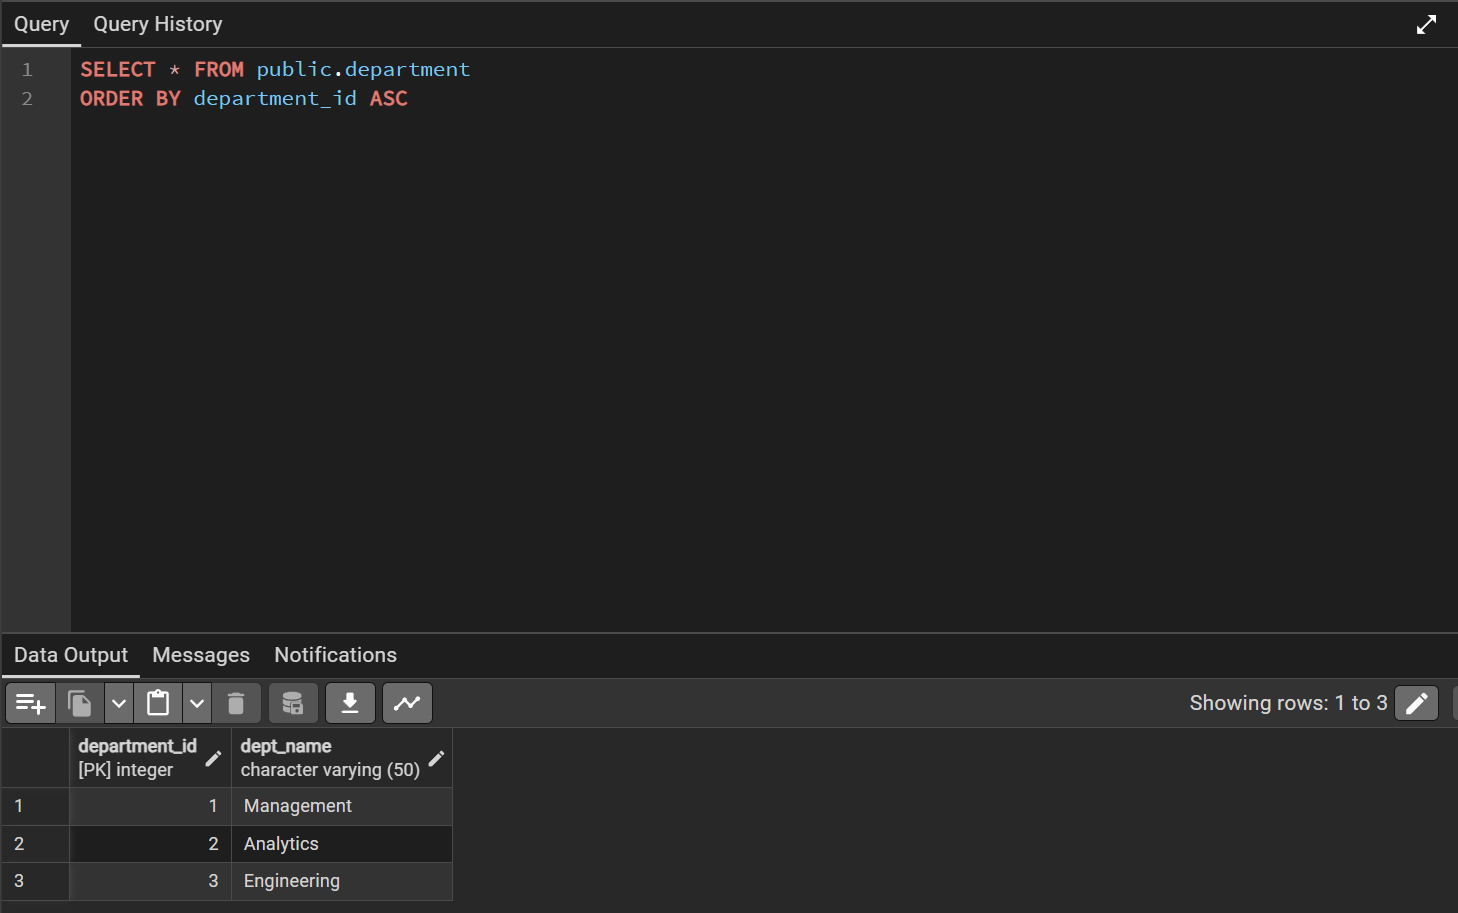 Query Query History
1 SELECT * FROM public.department
2 ORDER BY department_id ASC
Data Output Messages Notifications
Showing rows: 1 to 3
department_id dept_name
[PK] integer character varying (50)
1 1 Management
2 2 Analytics
3 3 Engineering